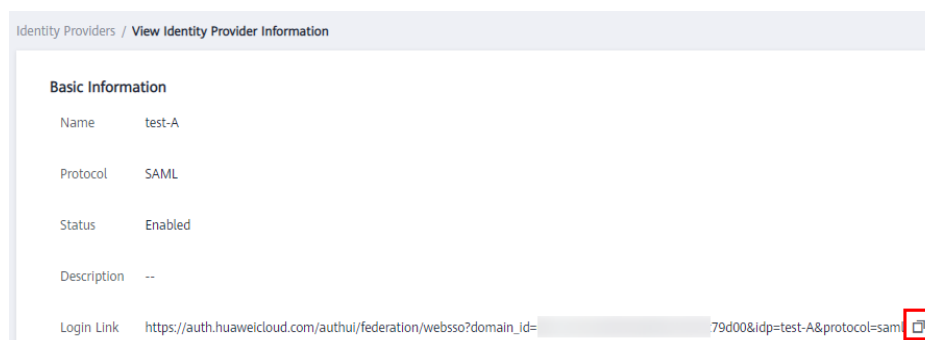 Identity Providers / View Identity Provider Information
Basic Information
Name test-A
Protocol SAML
Status Enabled
Description --
Login Link https://auth.huaweicloud.com/authui/federation/websso?domain_id= 79d00&idp=test-A&protocol=saml